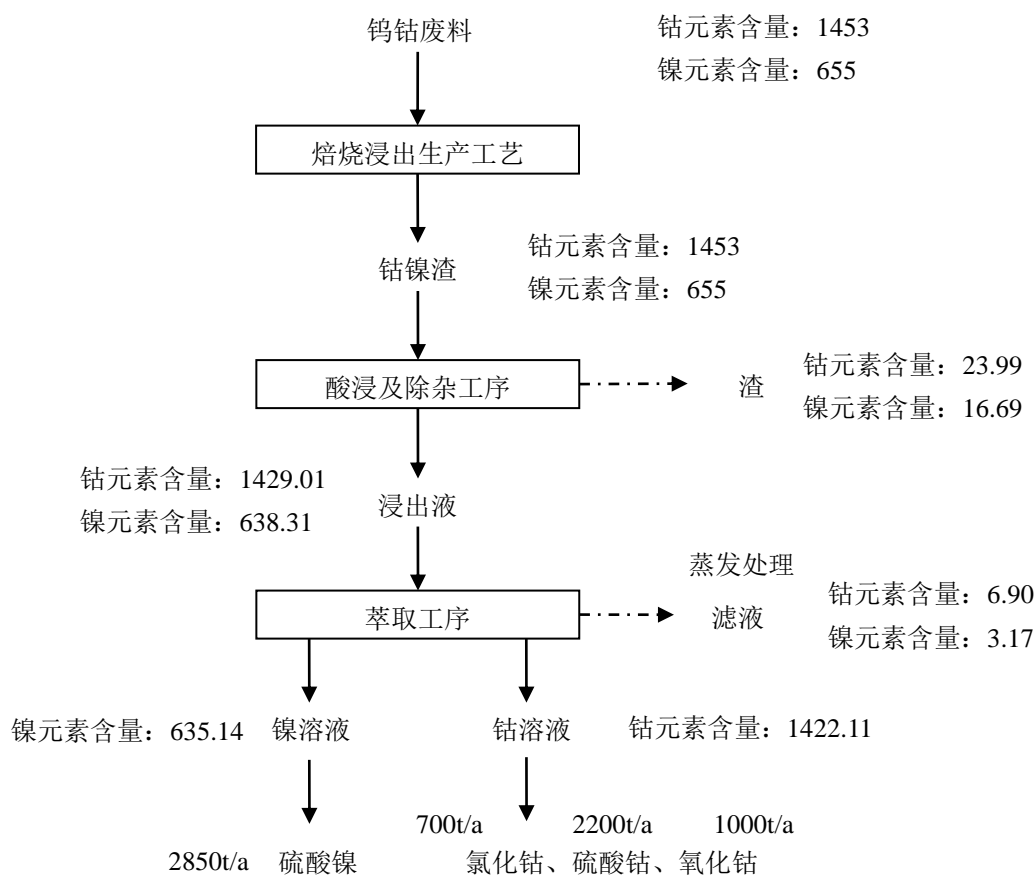 钨钴废料
钴元素含量：1453
镍元素含量：655
焙烧浸出生产工艺
钴镍渣
钴元素含量：1453
镍元素含量：655
酸浸及除杂工序
渣
钴元素含量：23.99
镍元素含量：16.69
钴元素含量：1429.01
镍元素含量：638.31
浸出液
萃取工序
蒸发处理
滤液
钴元素含量：6.90
镍元素含量：3.17
镍元素含量：635.14
镍溶液
钴溶液
钴元素含量：1422.11
700t/a 2200t/a 1000t/a
2850t/a 硫酸镍
氯化钴、硫酸钴、氧化钴